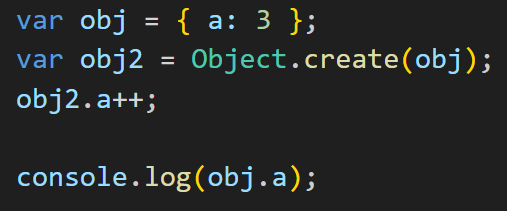 var obj = { a: 3 };
var obj2 = Object.create(obj);
obj2.a++;
console.log(obj.a);